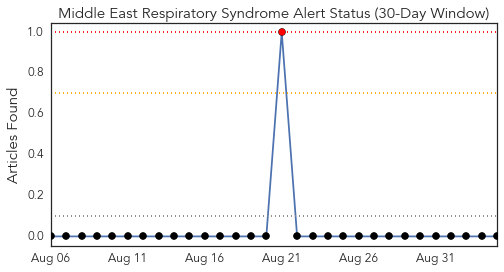 Middle East Respiratory Syndrome Alert Status (30-Day Window)
Articles Found
1.0
0.8
0.6
0.4
0.2
0.0
Aug 06 Aug 11 Aug 16 Aug 21 Aug 26 Aug 31